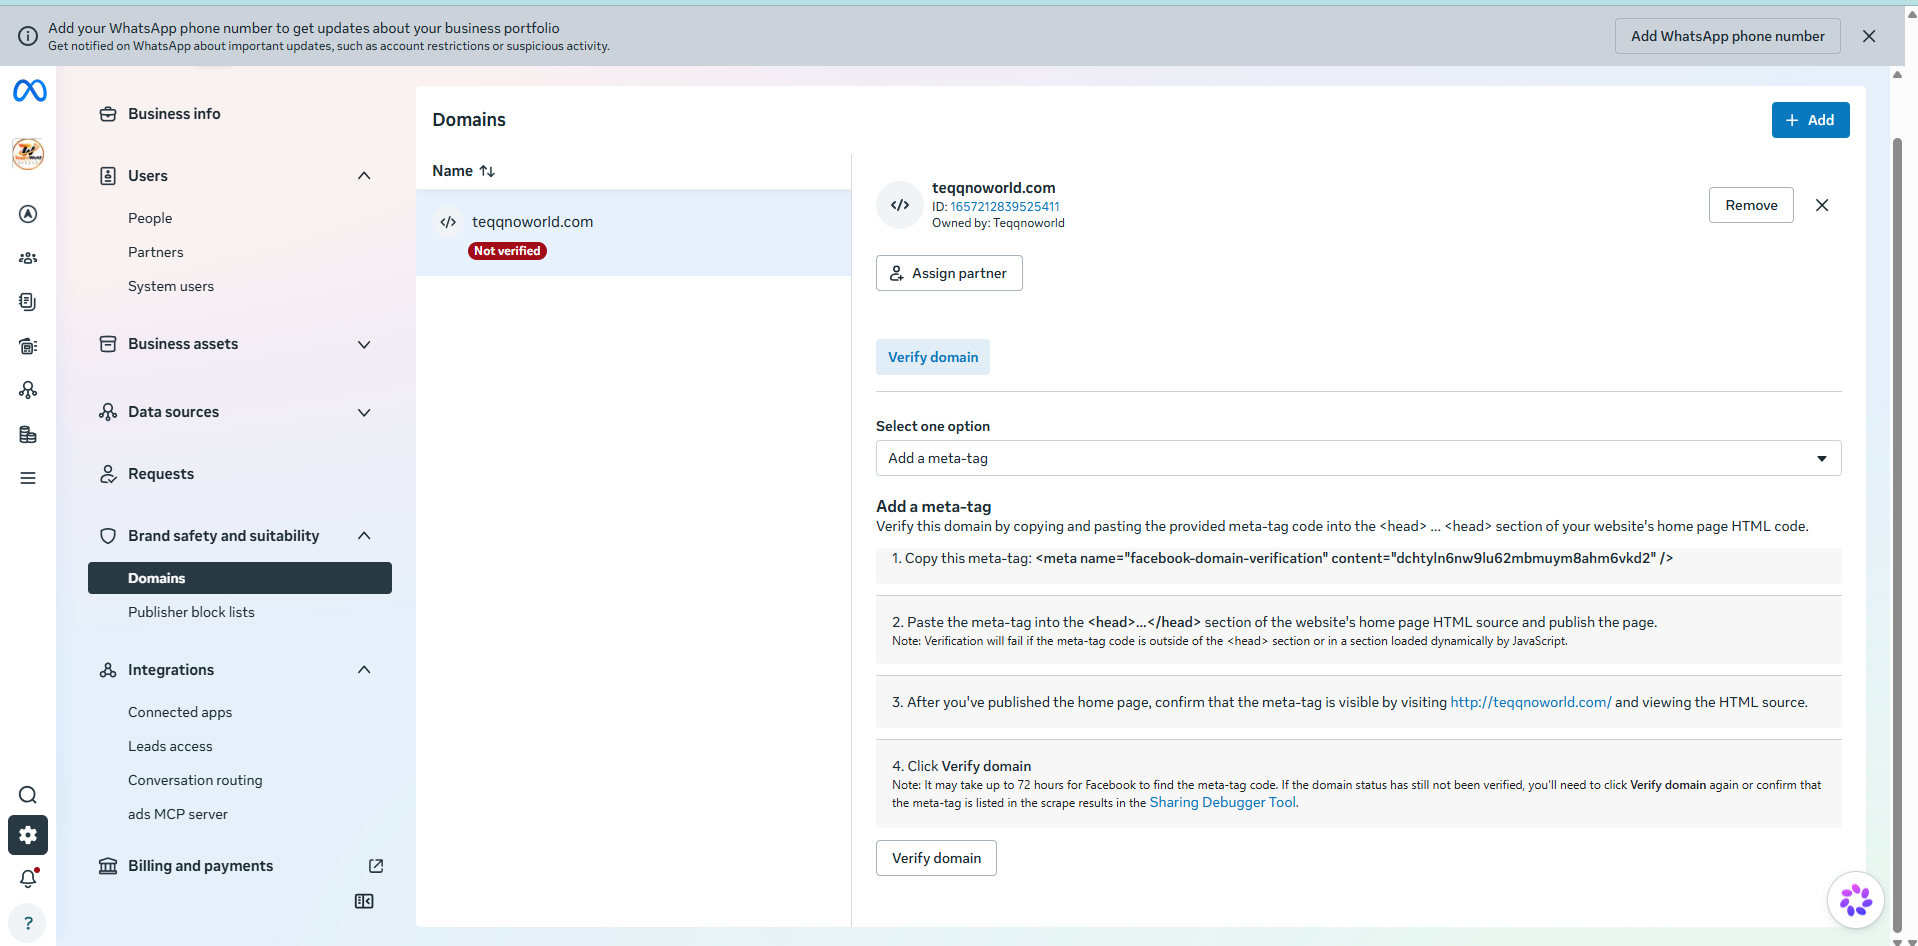 Add your WhatsApp phone number to get updates about your business portfolio
Get notified on WhatsApp about important updates, such as account restrictions or suspicious activity.
Add WhatsApp phone number
Business info
Users
People
Partners
System users
Business assets
Data sources
Requests
Brand safety and suitability
Domains
Publisher block lists
Integrations
Connected apps
Leads access
Conversation routing
ads MCP server
Billing and payments
?
Domains
+ Add
Name
teqqnoworld.com
Not verified
</>
teqqnoworld.com
ID: 1657212839525411
Owned by: Teqqnoworld
Remove
Assign partner
Verify domain
Select one option
Add a meta-tag
Add a meta-tag
Verify this domain by copying and pasting the provided meta-tag code into the <head> ... <head> section of your website's home page HTML code.
1. Copy this meta-tag: <meta name="facebook-domain-verification" content="dchtyln6nw9lu62mbmuym8ahm6vkd2" />
2. Paste the meta-tag into the <head>...</head> section of the website's home page HTML source and publish the page.
Note: Verification will fail if the meta-tag code is outside of the <head> section or in a section loaded dynamically by JavaScript.
3. After you've published the home page, confirm that the meta-tag is visible by visiting http://teqqnoworld.com/ and viewing the HTML source.
4. Click Verify domain
Note: It may take up to 72 hours for Facebook to find the meta-tag code. If the domain status has still not been verified, you'll need to click Verify domain again or confirm that
the meta-tag is listed in the scrape results in the Sharing Debugger Tool.
Verify domain